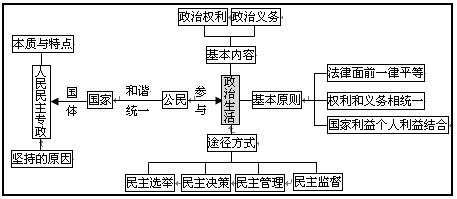 政治权利 政治义务
本质与特点
基本内容
人民民主专政
国体
国家
和谐统一
公民
参与
政治生活
基本原则
法律面前一律平等
权利和义务相统一
国家利益个人利益结合
坚持的原因
途径方式
民主选举 民主决策 民主管理 民主监督